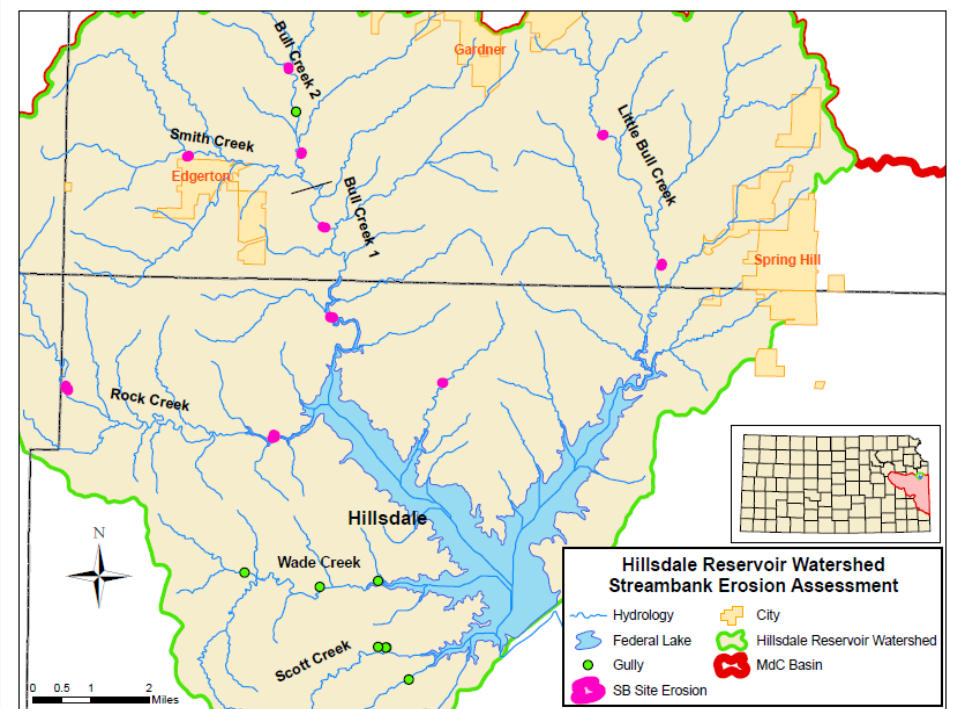 Bull Creek 2
Gardner
Smith Creek
Edgerton
Little Bull Creek
Bull Creek 1
Spring Hill
Rock Creek
Hillsdale
N
Wade Creek
Scott Creek
0 0.5 1 2
Miles
Hillsdale Reservoir Watershed
Streambank Erosion Assessment
Hydrology
City
Federal Lake
Hillsdale Reservoir Watershed
Gully
MdC Basin
SB Site Erosion